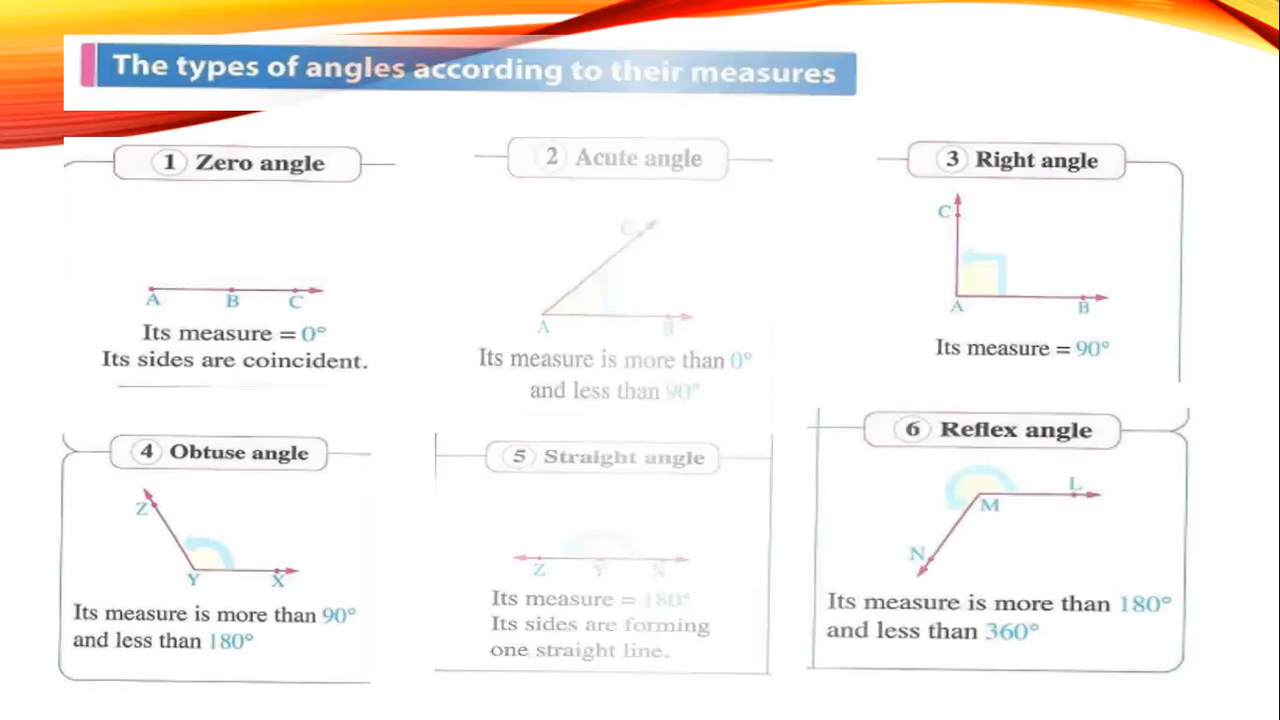 The types of angles according to their measures
1 Zero angle
A B C
Its measure = 0°
Its sides are coincident.
2 Acute angle
C
A B
Its measure is more than 0°
and less than 90°
3 Right angle
C
A B
Its measure = 90°
4 Obtuse angle
Z
Y X
Its measure is more than 90°
and less than 180°
5 Straight angle
Z Y X
Its measure = 180°
Its sides are forming
one straight line.
6 Reflex angle
L
M
N
Its measure is more than 180°
and less than 360°